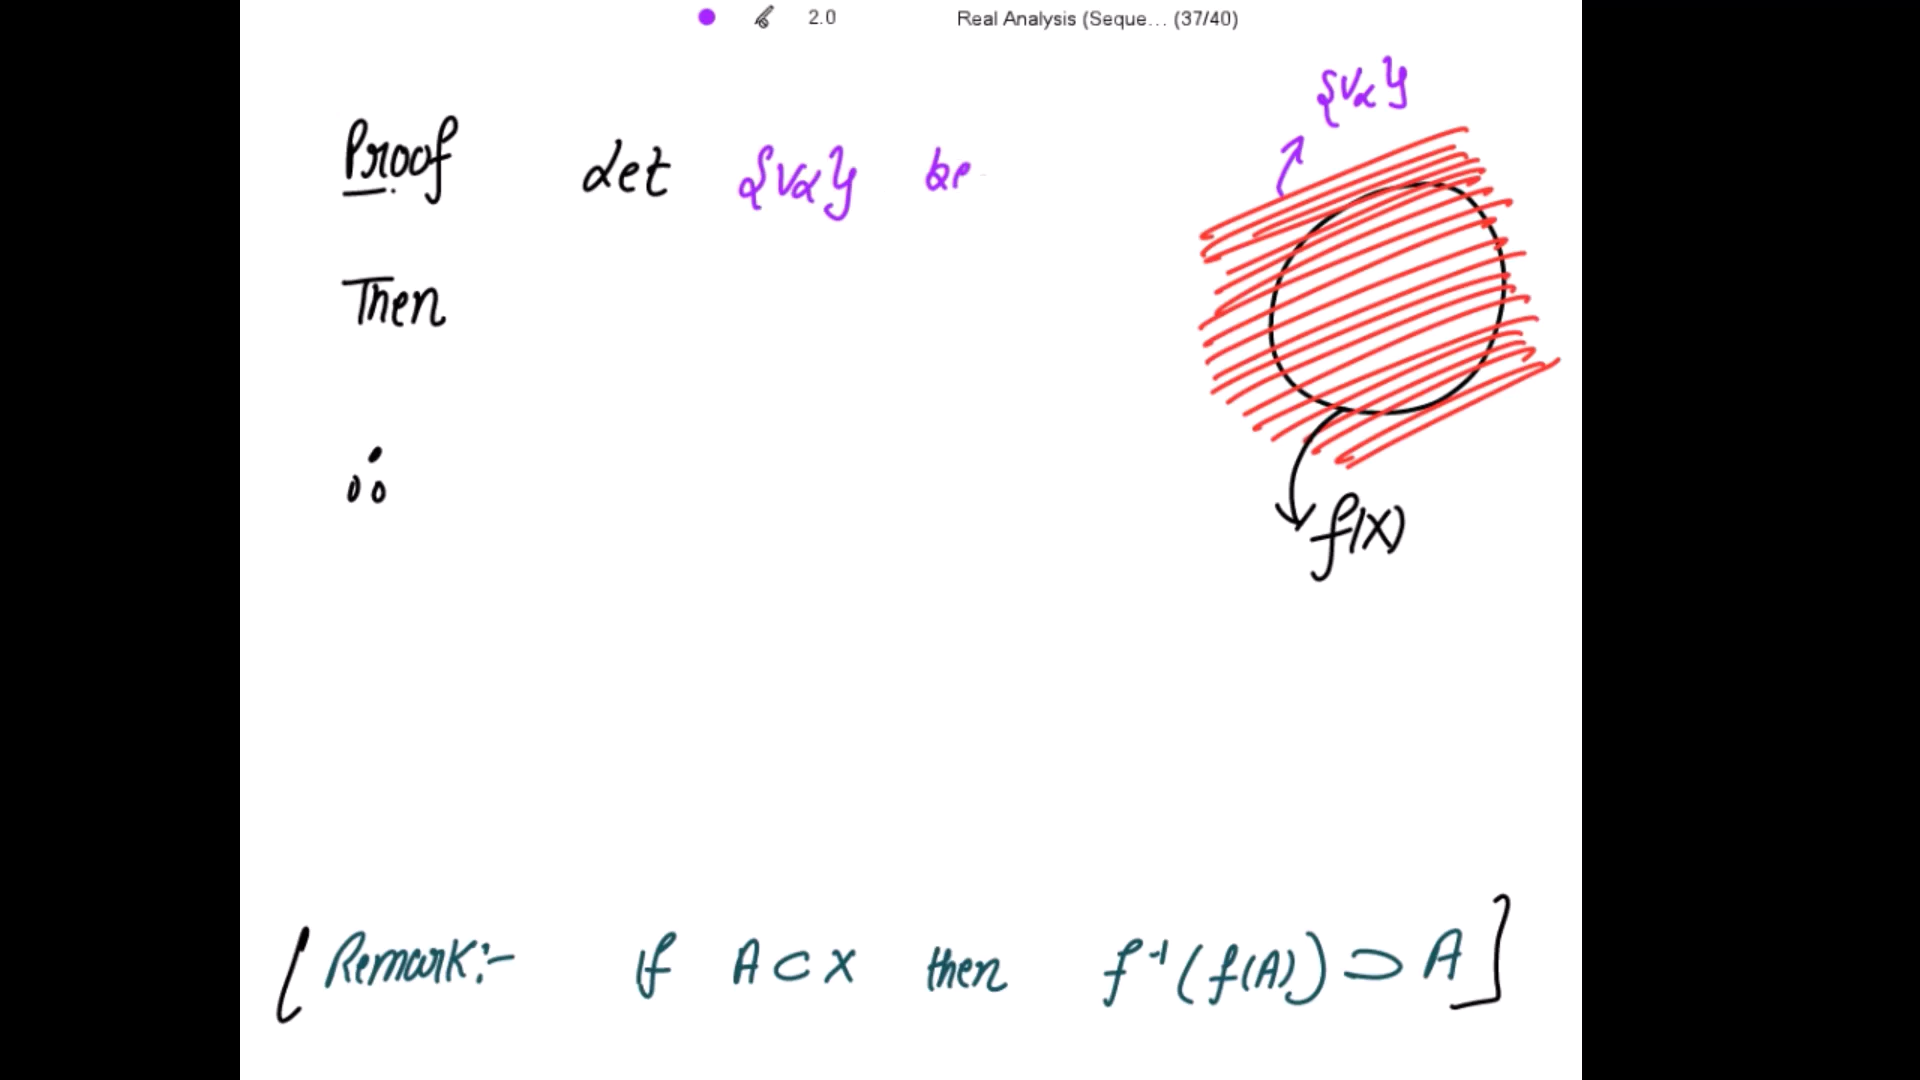 2.0 Real Analysis (Seque... (37/40)
{Vα}
Proof Let {Vα} be
Then
∴
f(X)
[Remark:- If A ⊂ X then f⁻¹(f(A)) ⊃ A]